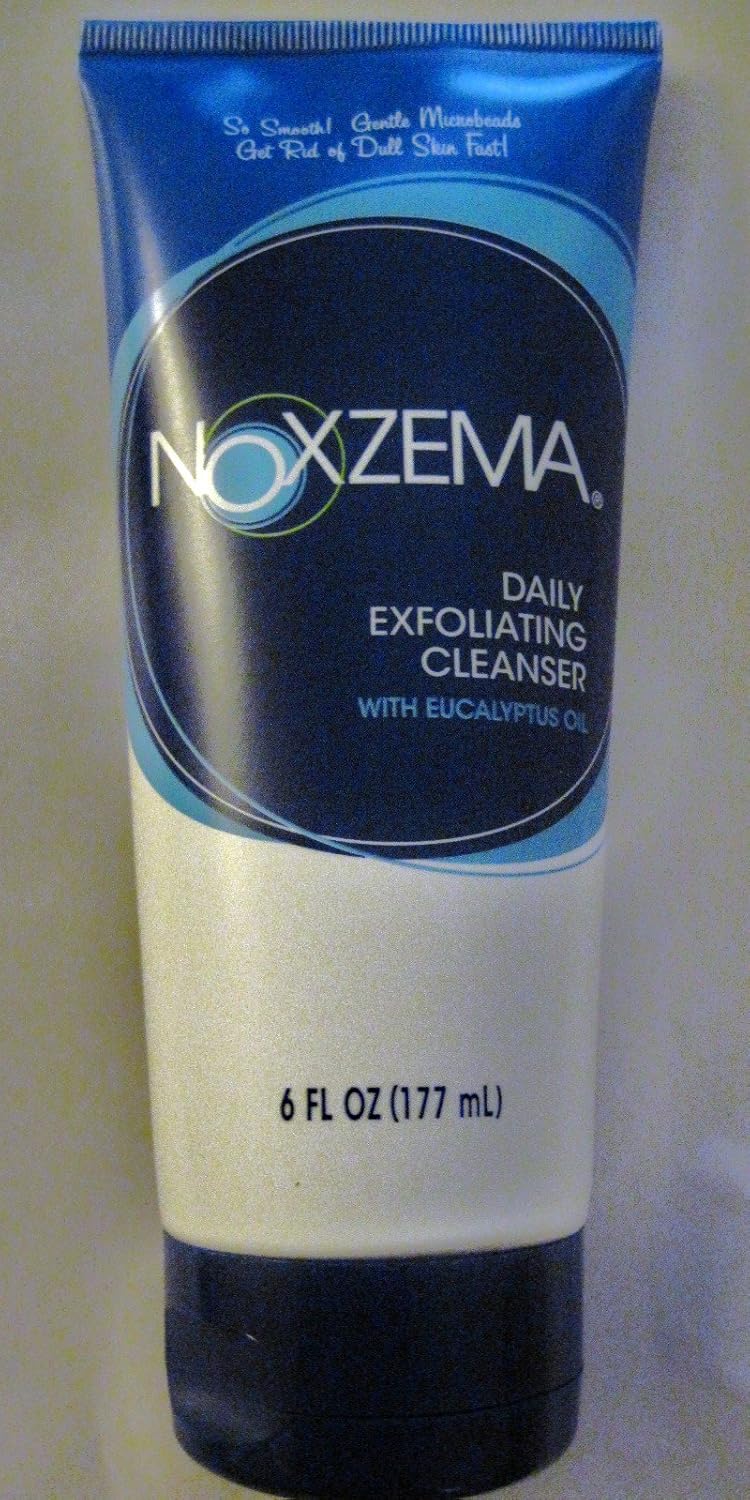 So Smooth! Gentle Microbeads
Get Rid of Dull Skin Fast!
NOXZEMA®
DAILY
EXFOLIATING
CLEANSER
WITH EUCALYPTUS OIL
6 FL OZ (177 mL)